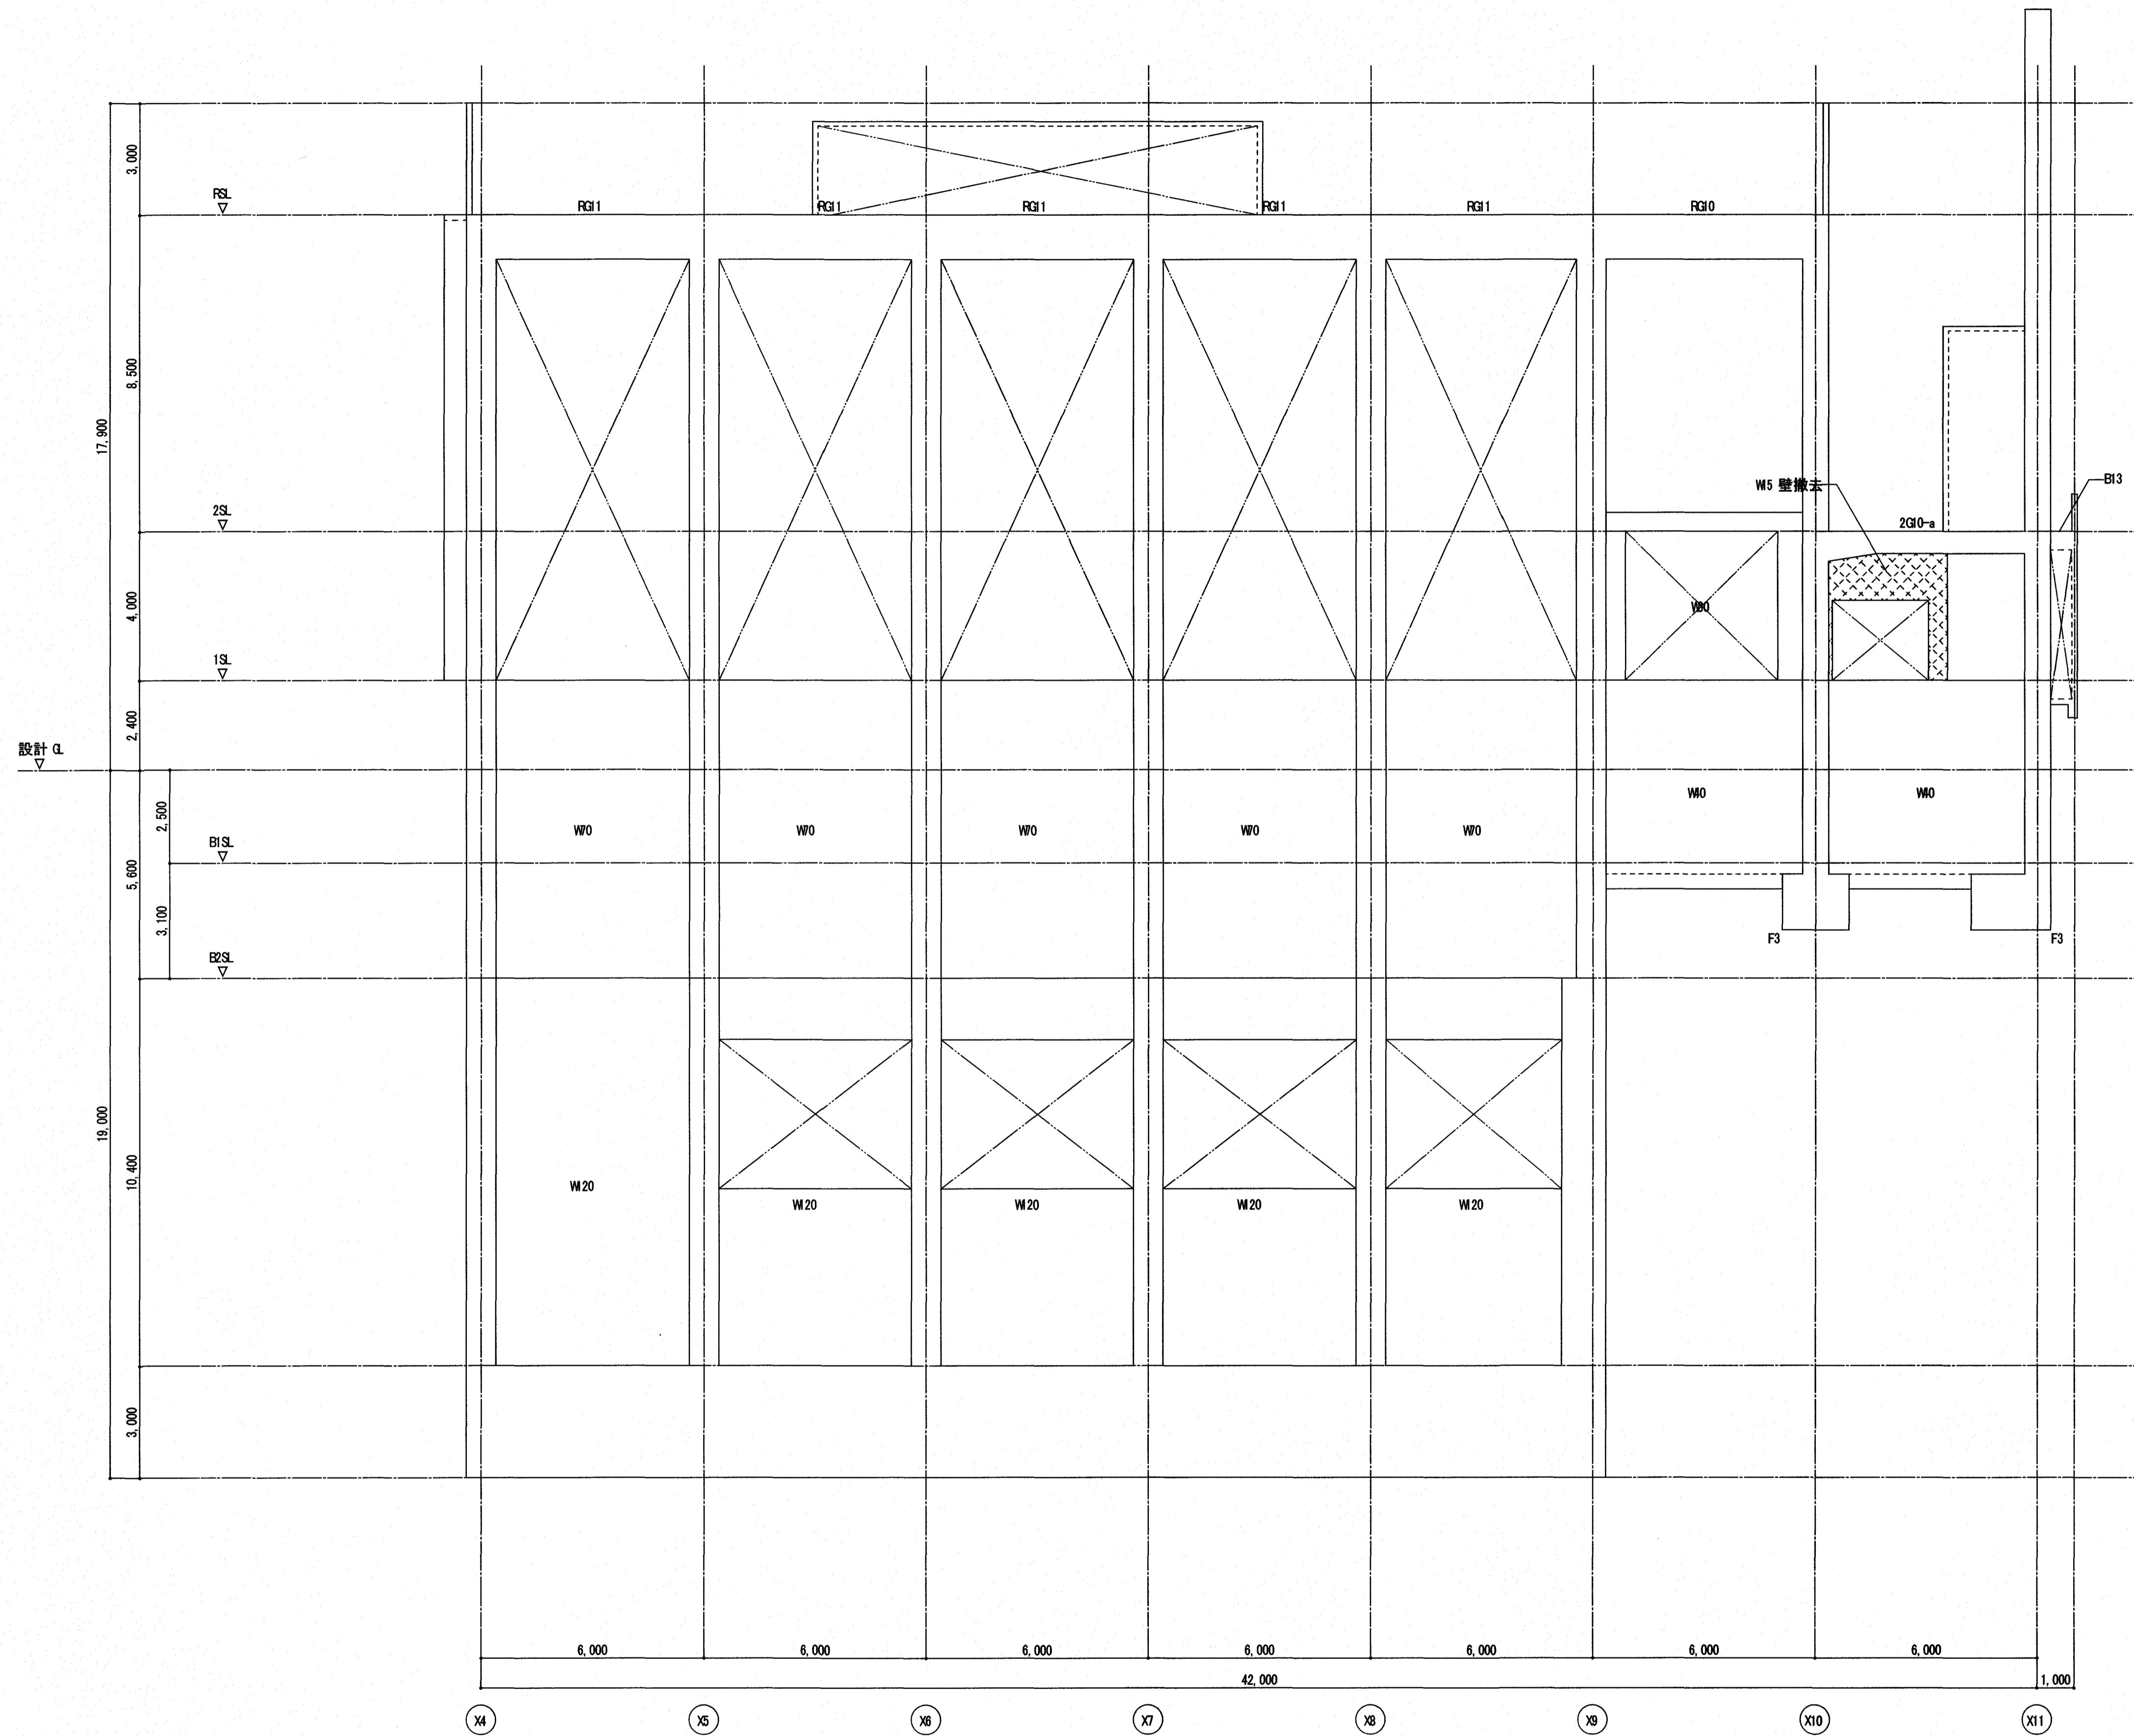 3,000
RSL
RG11
RG11
RG11
RG11
RG11
RG10
8,500
17,900
2SL
W15 壁撤去
B13
2G10-a
4,000
W30
1SL
2,400
設計 GL
2,500
W70
W70
W70
W70
W70
W40
W40
B1SL
5,600
3,100
F3
F3
B2SL
19,000
10,400
W120
W120
W120
W120
W120
3,000
6,000
6,000
6,000
6,000
6,000
6,000
6,000
42,000
1,000
X4
X5
X6
X7
X8
X9
X10
X11